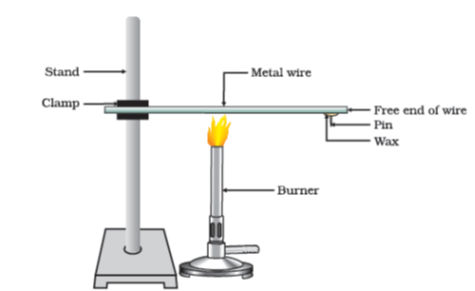 Stand
Metal wire
Clamp
Free end of wire
Pin
Wax
Burner